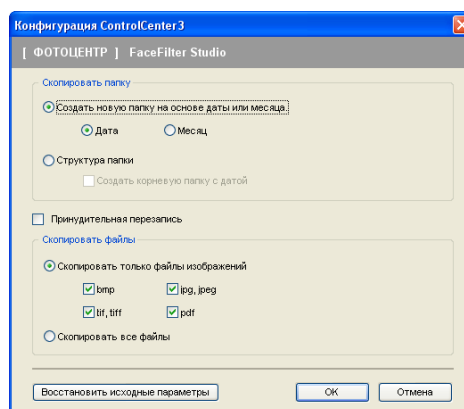 Конфигурация ControlCenter3
[ ФОТОЦЕНТР ] FaceFilter Studio
Скопировать папку
Создать новую папку на основе даты или месяца.
Дата Месяц
Структура папки
Создать корневую папку с датой
Принудительная перезапись
Скопировать файлы
Скопировать только файлы изображений
bmp jpg, jpeg
tif, tiff pdf
Скопировать все файлы
Восстановить исходные параметры OK Отмена